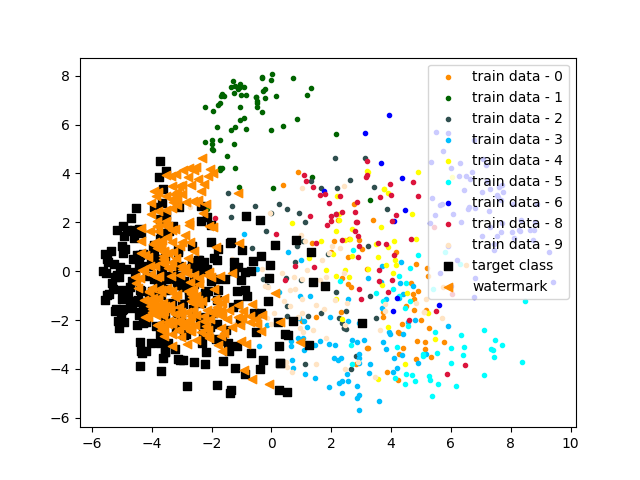 8
6
4
2
0
−2
−4
−6
−6 −4 −2 0 2 4 6 8 10
train data - 0
train data - 1
train data - 2
train data - 3
train data - 4
train data - 5
train data - 6
train data - 8
train data - 9
target class
watermark